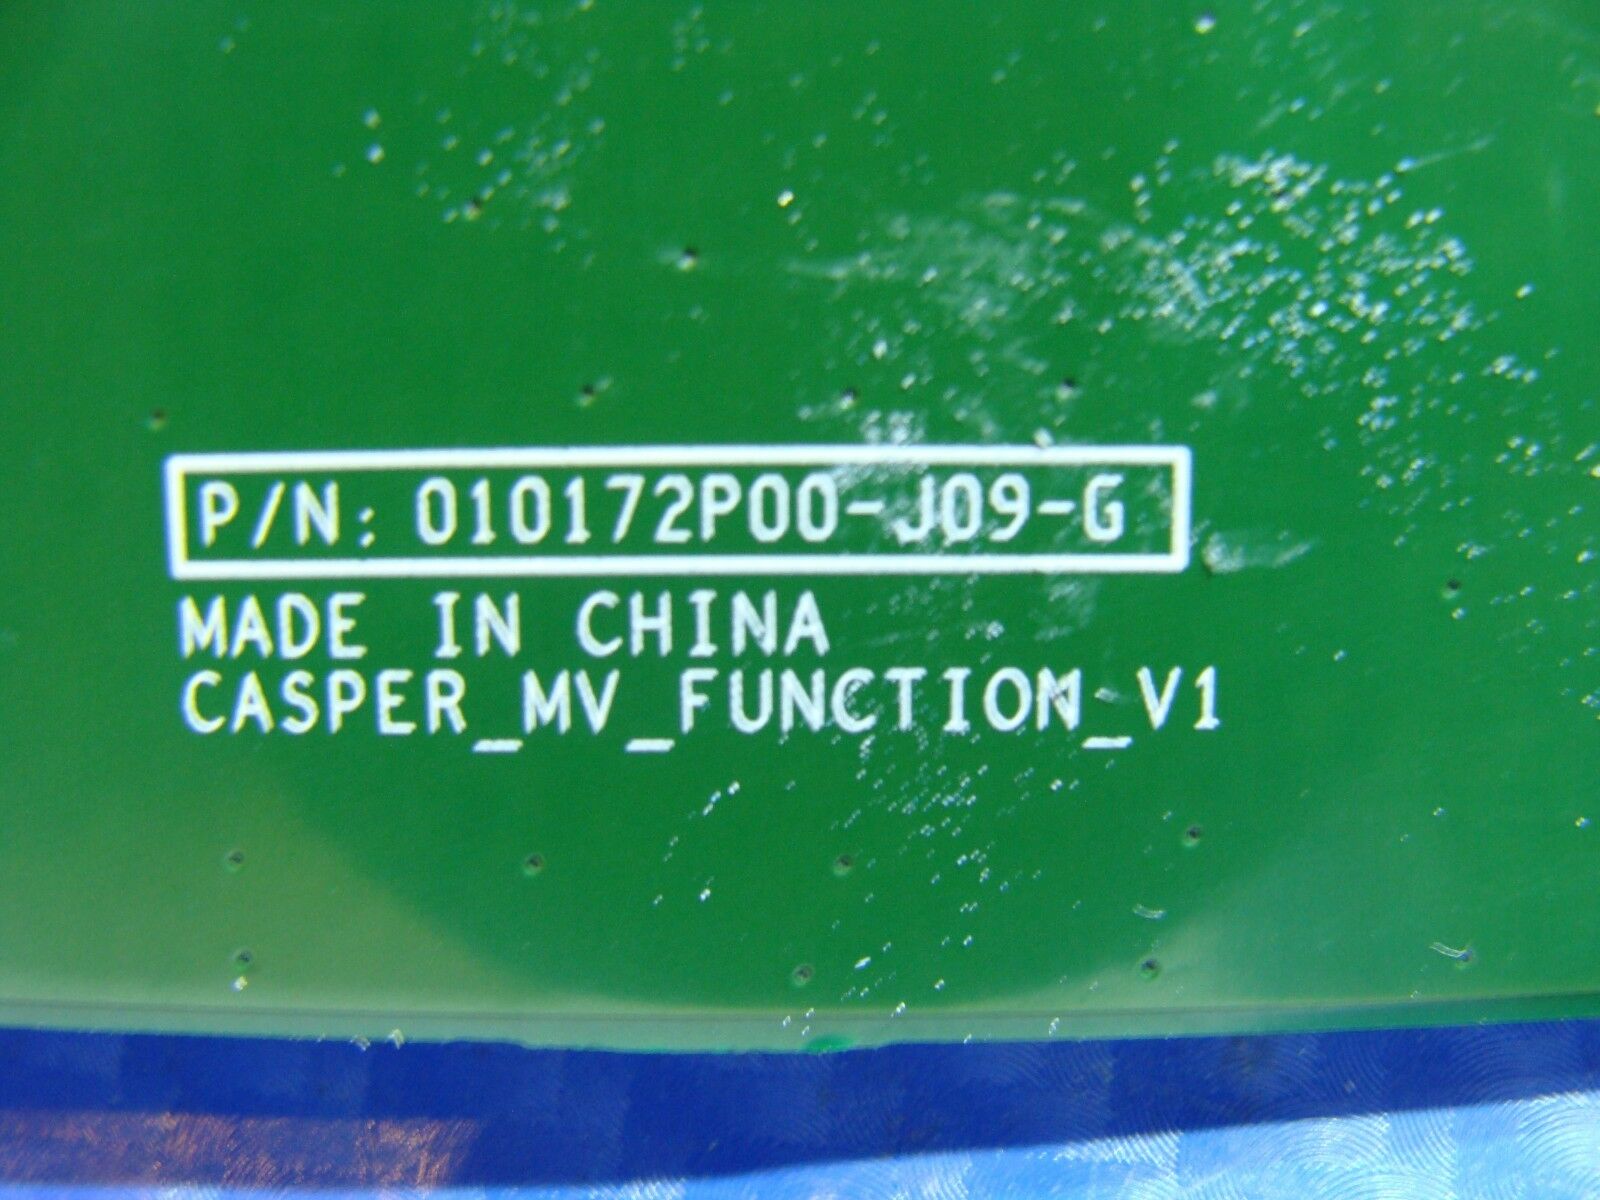 P/N: 010172P00-J09-G
MADE IN CHINA
CASPER_MV_FUNCTION_V1